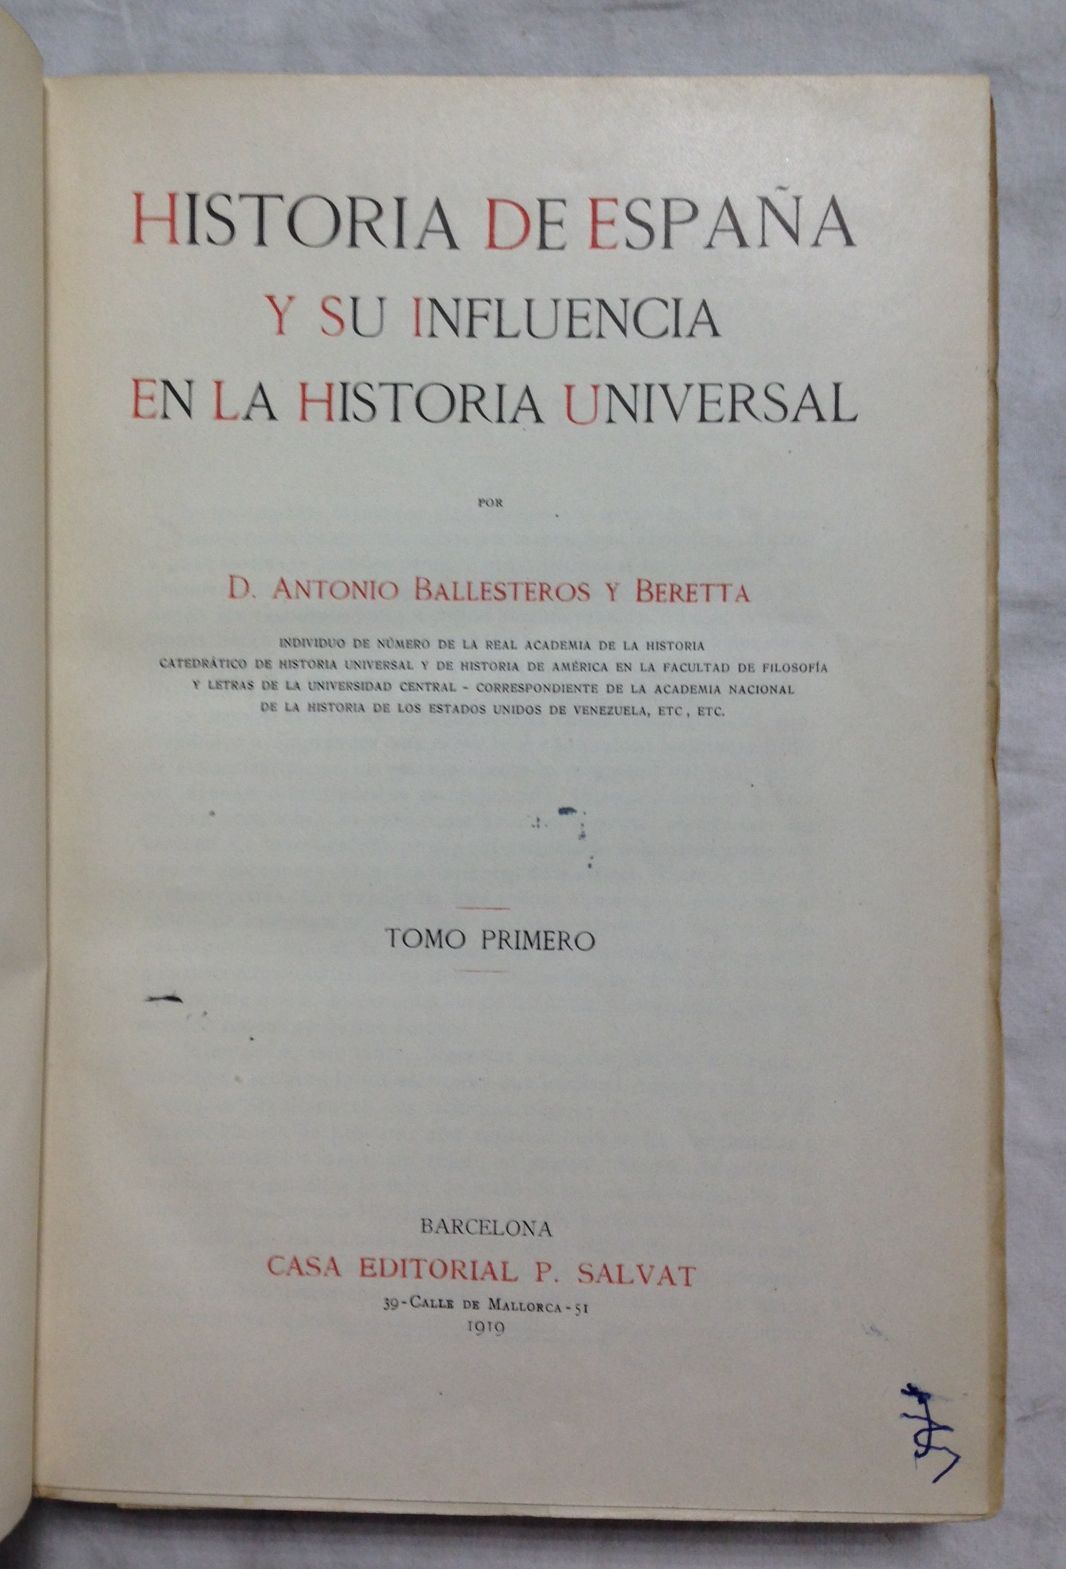 HISTORIA DE ESPAÑA
Y SU INFLUENCIA
EN LA HISTORIA UNIVERSAL
POR
D. ANTONIO BALLESTEROS Y BERETTA
INDIVIDUO DE NÚMERO DE LA REAL ACADEMIA DE LA HISTORIA
CATEDRÁTICO DE HISTORIA UNIVERSAL Y DE HISTORIA DE AMÉRICA EN LA FACULTAD DE FILOSOFÍA
Y LETRAS DE LA UNIVERSIDAD CENTRAL - CORRESPONDIENTE DE LA ACADEMIA NACIONAL
DE LA HISTORIA DE LOS ESTADOS UNIDOS DE VENEZUELA, ETC, ETC.
TOMO PRIMERO
BARCELONA
CASA EDITORIAL P. SALVAT
39-CALLE DE MALLORCA-51
1919